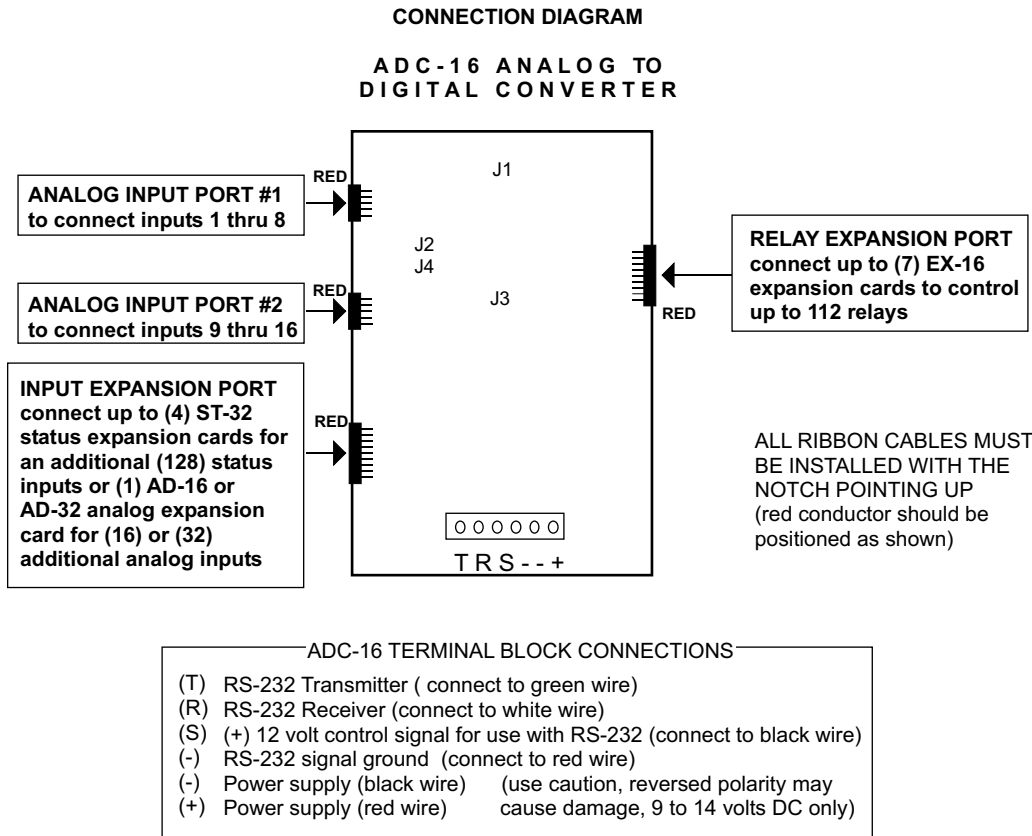 CONNECTION DIAGRAM
ADC-16 ANALOG TO
DIGITAL CONVERTER
RED
J1
ANALOG INPUT PORT #1
to connect inputs 1 thru 8
J2
J4
RELAY EXPANSION PORT
connect up to (7) EX-16
expansion cards to control
up to 112 relays
RED
ANALOG INPUT PORT #2
to connect inputs 9 thru 16
J3
RED
INPUT EXPANSION PORT
connect up to (4) ST-32
status expansion cards for
an additional (128) status
inputs or (1) AD-16 or
AD-32 analog expansion
card for (16) or (32)
additional analog inputs
RED
ALL RIBBON CABLES MUST
BE INSTALLED WITH THE
NOTCH POINTING UP
(red conductor should be
positioned as shown)
T R S - - +
ADC-16 TERMINAL BLOCK CONNECTIONS
(T) RS-232 Transmitter ( connect to green wire)
(R) RS-232 Receiver (connect to white wire)
(S) (+) 12 volt control signal for use with RS-232 (connect to black wire)
(-) RS-232 signal ground (connect to red wire)
(-) Power supply (black wire) (use caution, reversed polarity may
(+) Power supply (red wire) cause damage, 9 to 14 volts DC only)